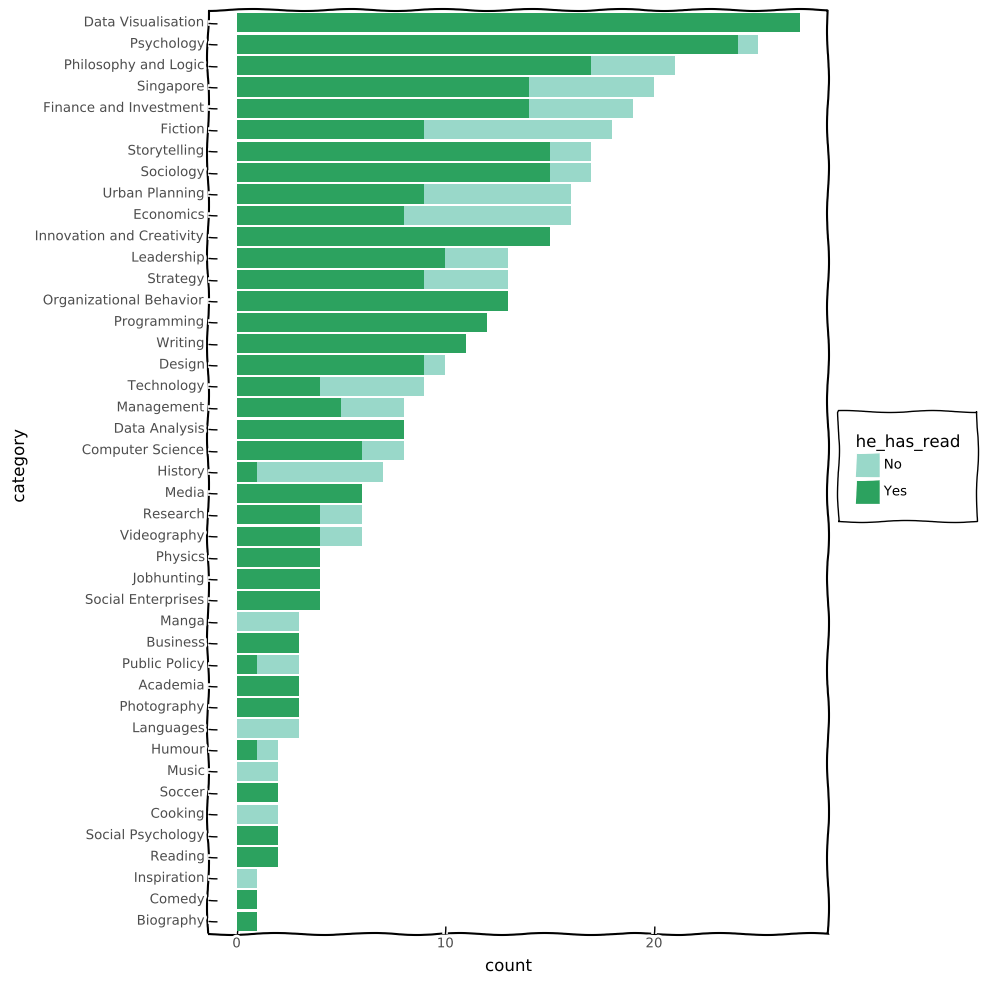 Data Visualisation
Psychology
Philosophy and Logic
Singapore
Finance and Investment
Fiction
Storytelling
Sociology
Urban Planning
Economics
Innovation and Creativity
Leadership
Strategy
Organizational Behavior
Programming
Writing
Design
Technology
Management
Data Analysis
Computer Science
History
Media
Research
Videography
Physics
Jobhunting
Social Enterprises
Manga
Business
Public Policy
Academia
Photography
Languages
Humour
Music
Soccer
Cooking
Social Psychology
Reading
Inspiration
Comedy
Biography
category
0 10 20
count
he_has_read
No
Yes